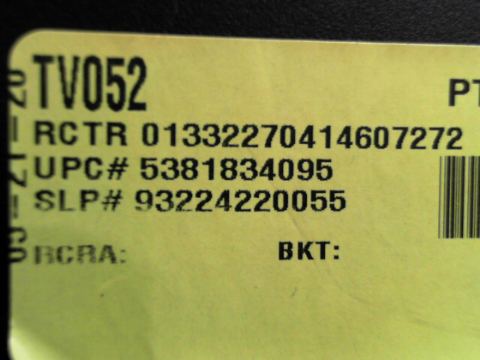 TV052
PT
RCTR 01332270414607272
UPC# 5381834095
SLP# 93224220055
RCRA:
BKT: